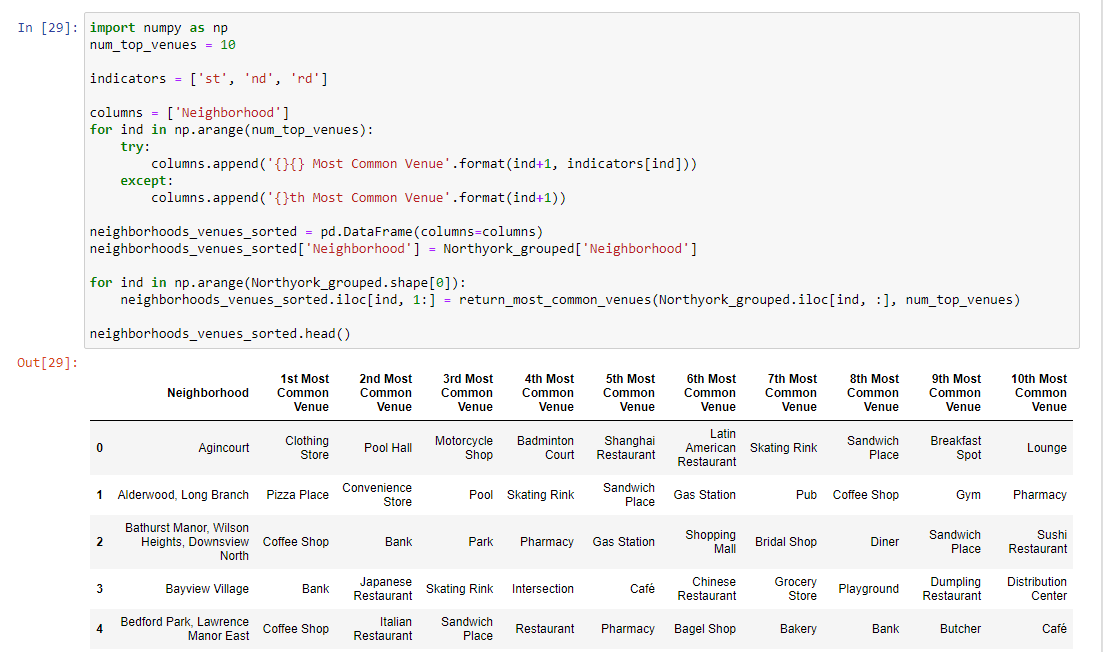 In [29]: import numpy as np
num_top_venues = 10
indicators = ['st', 'nd', 'rd']
columns = ['Neighborhood']
for ind in np.arange(num_top_venues):
    try:
        columns.append('{}{} Most Common Venue'.format(ind+1, indicators[ind]))
    except:
        columns.append('{}th Most Common Venue'.format(ind+1))
neighborhoods_venues_sorted = pd.DataFrame(columns=columns)
neighborhoods_venues_sorted['Neighborhood'] = Northyork_grouped['Neighborhood']
for ind in np.arange(Northyork_grouped.shape[0]):
    neighborhoods_venues_sorted.iloc[ind, 1:] = return_most_common_venues(Northyork_grouped.iloc[ind, :], num_top_venues)
neighborhoods_venues_sorted.head()
Out[29]:
Neighborhood 1st Most Common Venue 2nd Most Common Venue 3rd Most Common Venue 4th Most Common Venue 5th Most Common Venue 6th Most Common Venue 7th Most Common Venue 8th Most Common Venue 9th Most Common Venue 10th Most Common Venue
0 Agincourt Clothing Store Pool Hall Motorcycle Shop Badminton Court Shanghai Restaurant Latin American Restaurant Skating Rink Sandwich Place Breakfast Spot Lounge
1 Alderwood, Long Branch Pizza Place Convenience Store Pool Skating Rink Sandwich Place Gas Station Pub Coffee Shop Gym Pharmacy
2 Bathurst Manor, Wilson Heights, Downsview North Coffee Shop Bank Park Pharmacy Gas Station Shopping Mall Bridal Shop Diner Sandwich Place Sushi Restaurant
3 Bayview Village Bank Japanese Restaurant Skating Rink Intersection Café Chinese Restaurant Grocery Store Playground Dumpling Restaurant Distribution Center
4 Bedford Park, Lawrence Manor East Coffee Shop Italian Restaurant Sandwich Place Restaurant Pharmacy Bagel Shop Bakery Bank Butcher Café